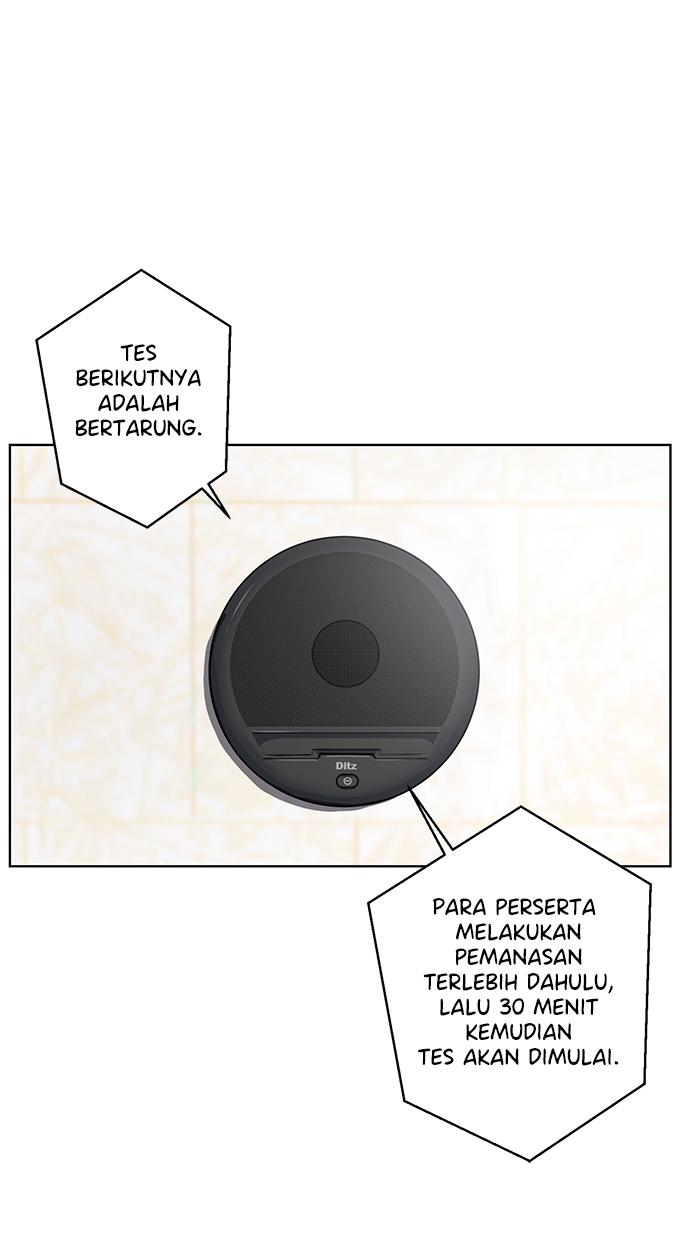 TES
BERIKUTNYA
ADALAH
BERTARUNG.
Ditz
PARA PERSERTA
MELAKUKAN
PEMANASAN
TERLEBIH DAHULU,
LALU 30 MENIT
KEMUDIAN
TES AKAN DIMULAI.